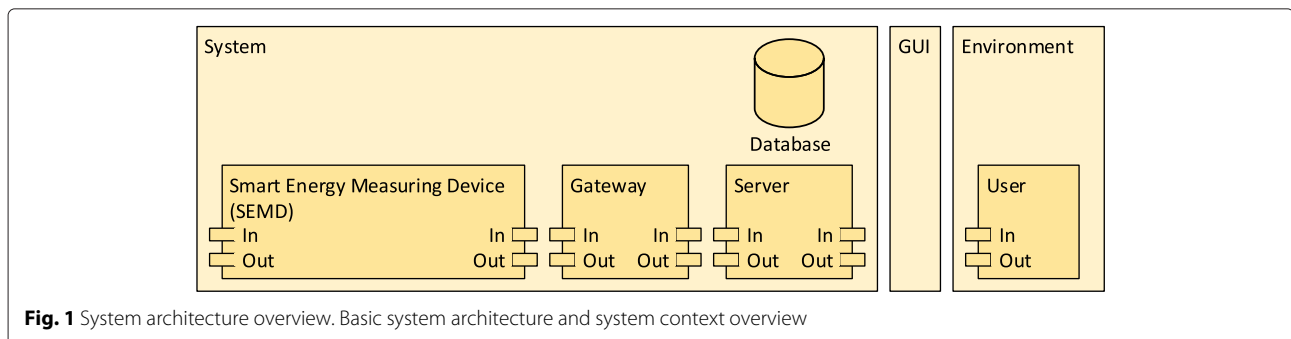 System
GUI
Environment
Database
Smart Energy Measuring Device
(SEMD)
In
Out
In
Out
Gateway
In
Out
In
Out
Server
In
Out
In
Out
User
In
Out
Fig. 1 System architecture overview. Basic system architecture and system context overview